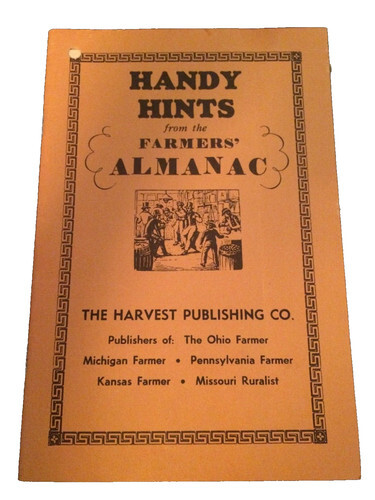 HANDY
HINTS
from the
FARMERS'
ALMANAC
THE HARVEST PUBLISHING CO.
Publishers of: The Ohio Farmer
Michigan Farmer • Pennsylvania Farmer
Kansas Farmer • Missouri Ruralist